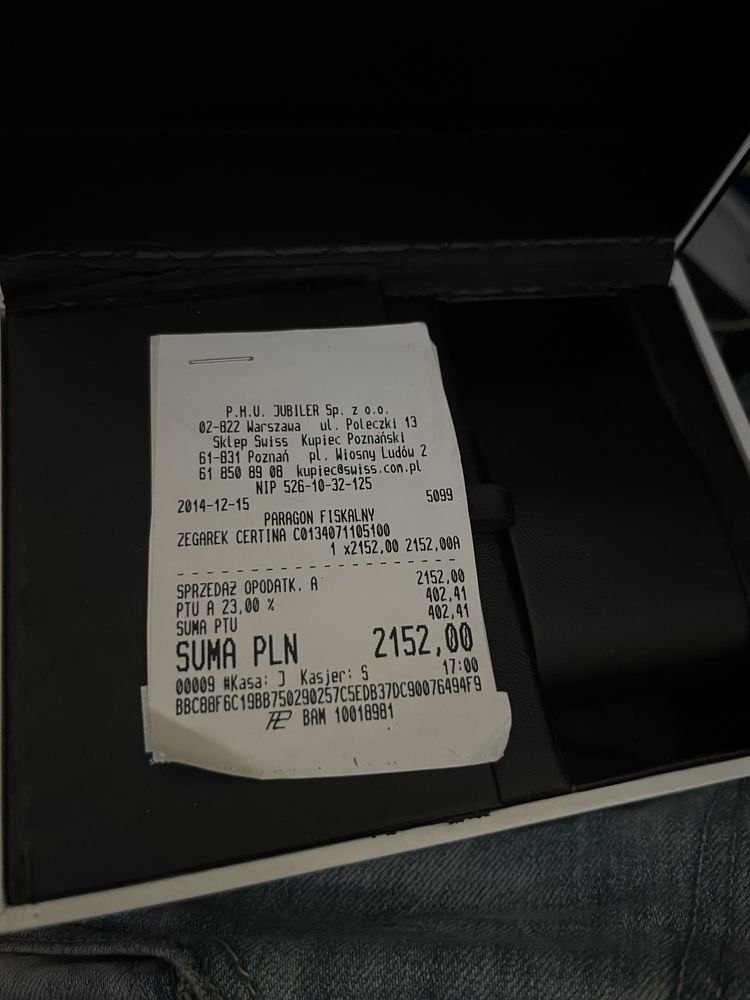 P.H.U. JUBILER Sp. z o.o.
02-822 Warszawa ul. Poleczki 13
Sklep Swiss Kupiec Poznański
61-831 Poznań pl. Wiosny Ludów 2
61 850 89 08 kupiec@swiss.com.pl
NIP 526-10-32-125
2014-12-15 5099
PARAGON FISKALNY
ZEGAREK CERTINA C0134071105100
1 x2152,00 2152,00A
SPRZEDAŻ OPODATK. A 2152,00
PTU A 23,00 % 402,41
SUMA PTU 402,41
SUMA PLN 2152,00
00009 #Kasa: J Kasjer: S 17:00
BBC88F6C19BB750290257C5EDB37DC90076494F9
BAM 10018981